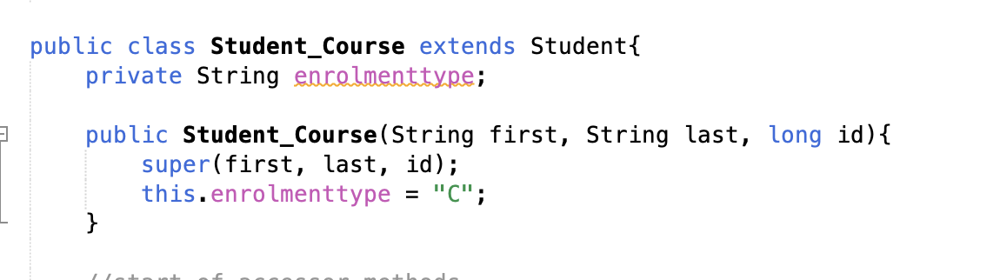 public class Student_Course extends Student{
private String enrolmenttype;
public Student_Course(String first, String last, long id){
super(first, last, id);
this.enrolmenttype = "C";
}
//start of accessor methods